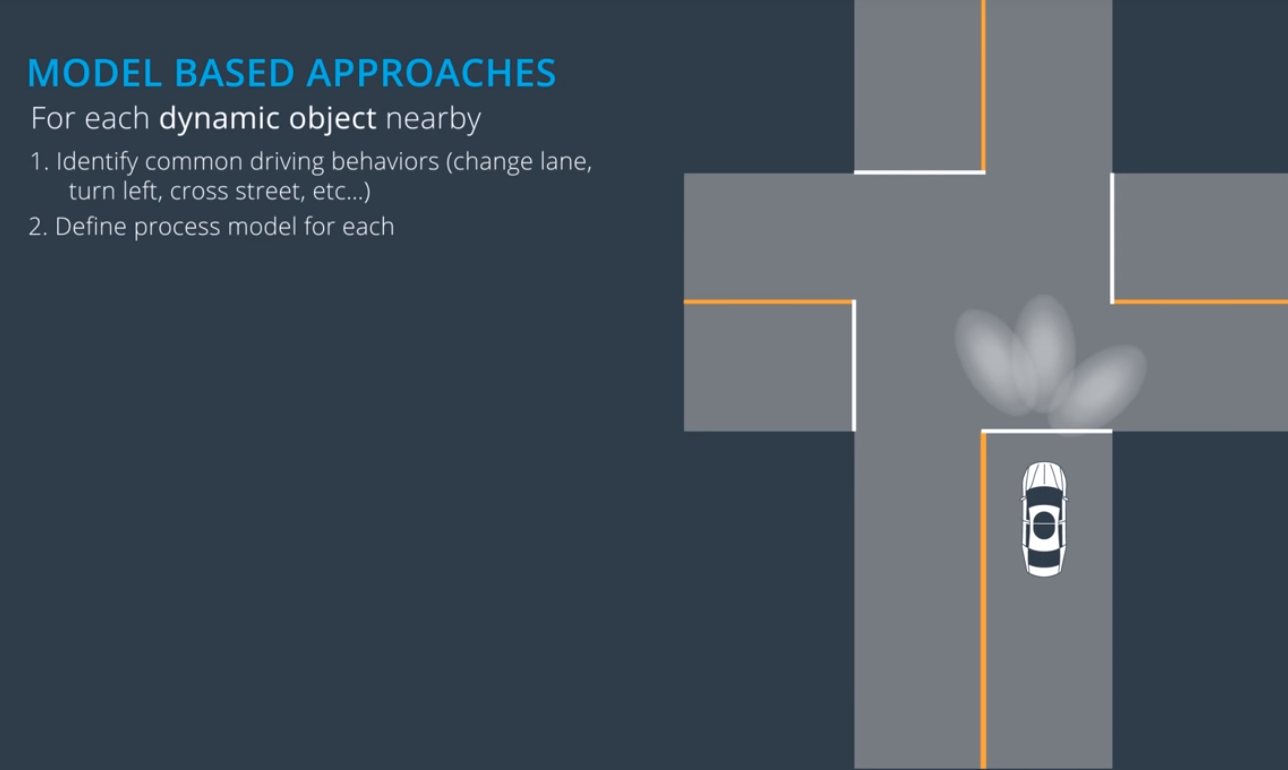 MODEL BASED APPROACHES
For each dynamic object nearby
1. Identify common driving behaviors (change lane,
turn left, cross street, etc...)
2. Define process model for each